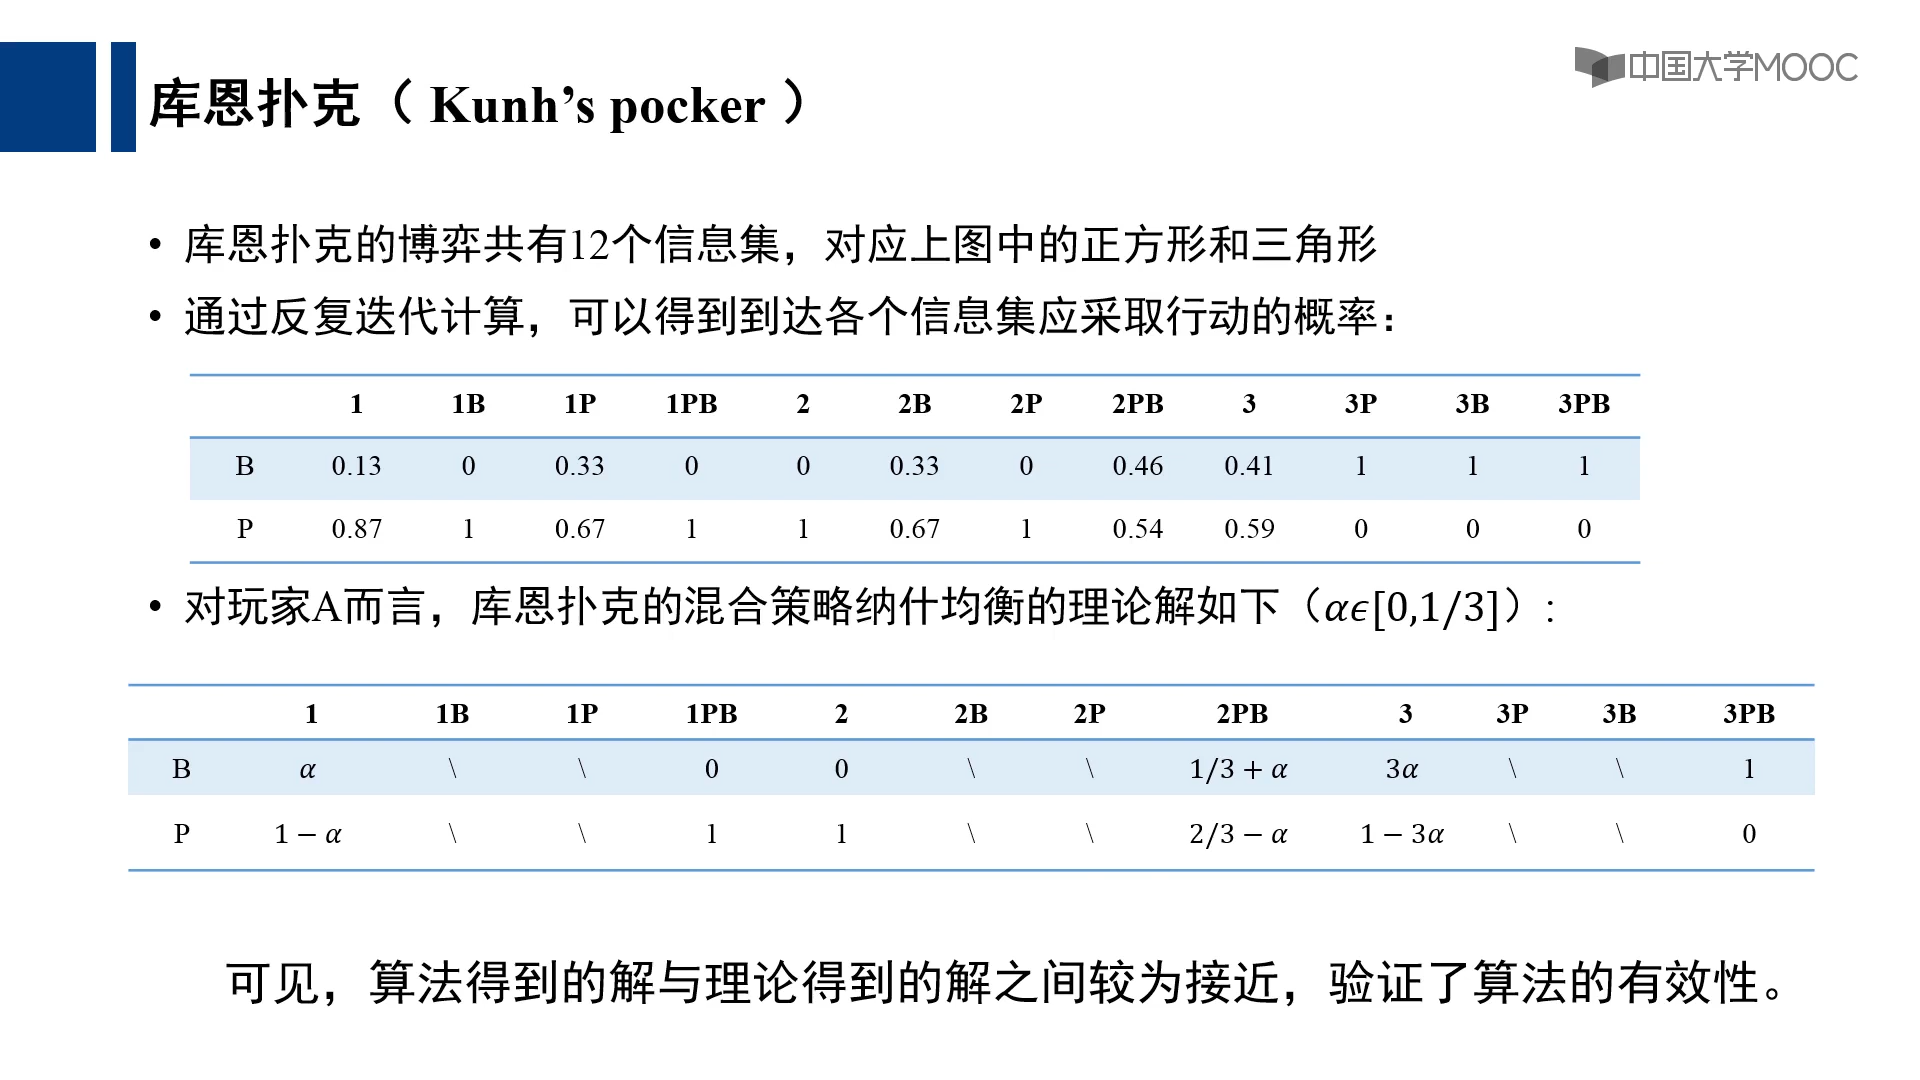 中国大学MOOC
库恩扑克（ Kunh’s pocker ）
• 库恩扑克的博弈共有12个信息集，对应上图中的正方形和三角形
• 通过反复迭代计算，可以得到到达各个信息集应采取行动的概率：
1 1B 1P 1PB 2 2B 2P 2PB 3 3P 3B 3PB
B 0.13 0 0.33 0 0 0.33 0 0.46 0.41 1 1 1
P 0.87 1 0.67 1 1 0.67 1 0.54 0.59 0 0 0
• 对玩家A而言，库恩扑克的混合策略纳什均衡的理论解如下（αϵ[0,1/3]）:
1 1B 1P 1PB 2 2B 2P 2PB 3 3P 3B 3PB
B α \ \ 0 0 \ \ 1/3 + α 3α \ \ 1
P 1 − α \ \ 1 1 \ \ 2/3 − α 1 − 3α \ \ 0
可见，算法得到的解与理论得到的解之间较为接近，验证了算法的有效性。